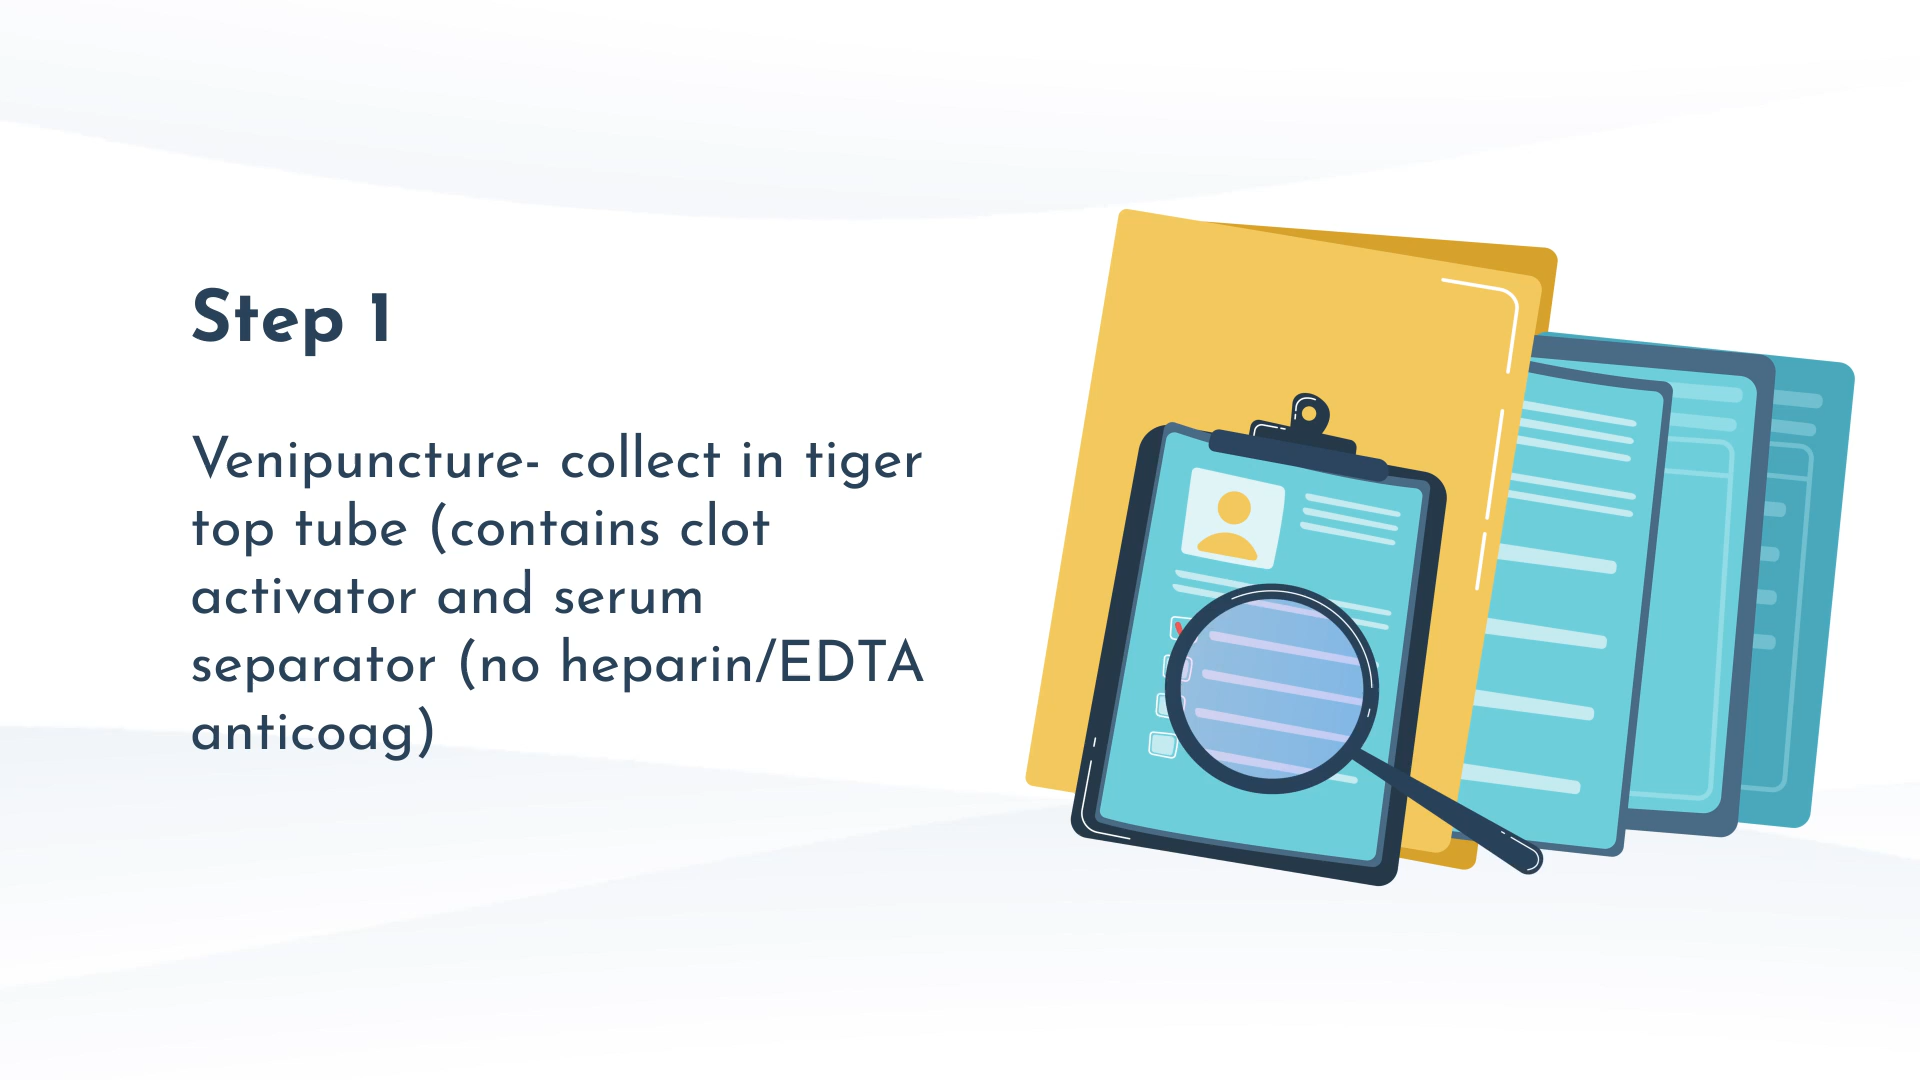 Step 1
Venipuncture- collect in tiger
top tube (contains clot
activator and serum
separator (no heparin/EDTA
anticoag)